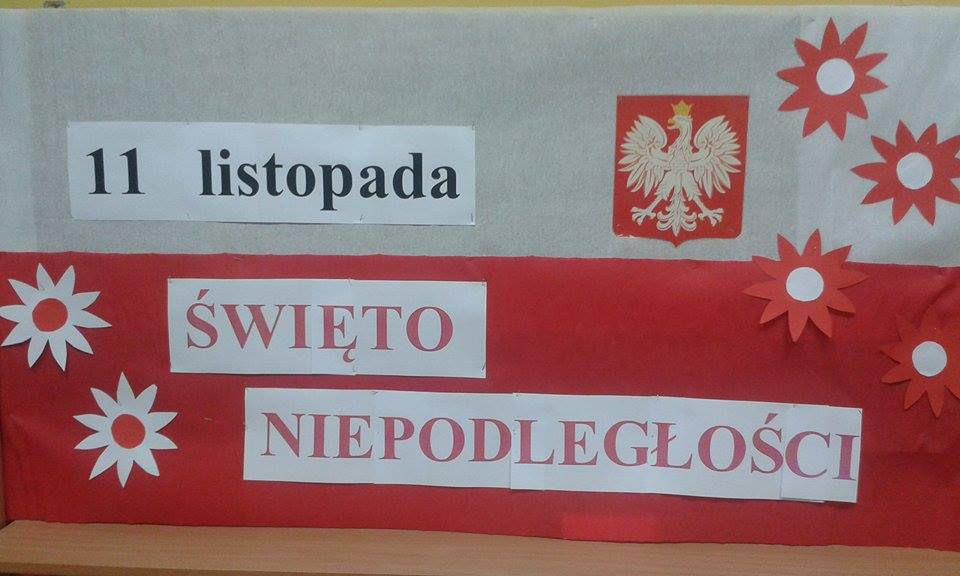 11 listopada
ŚWIĘTO
NIEPODLEGŁOŚCI